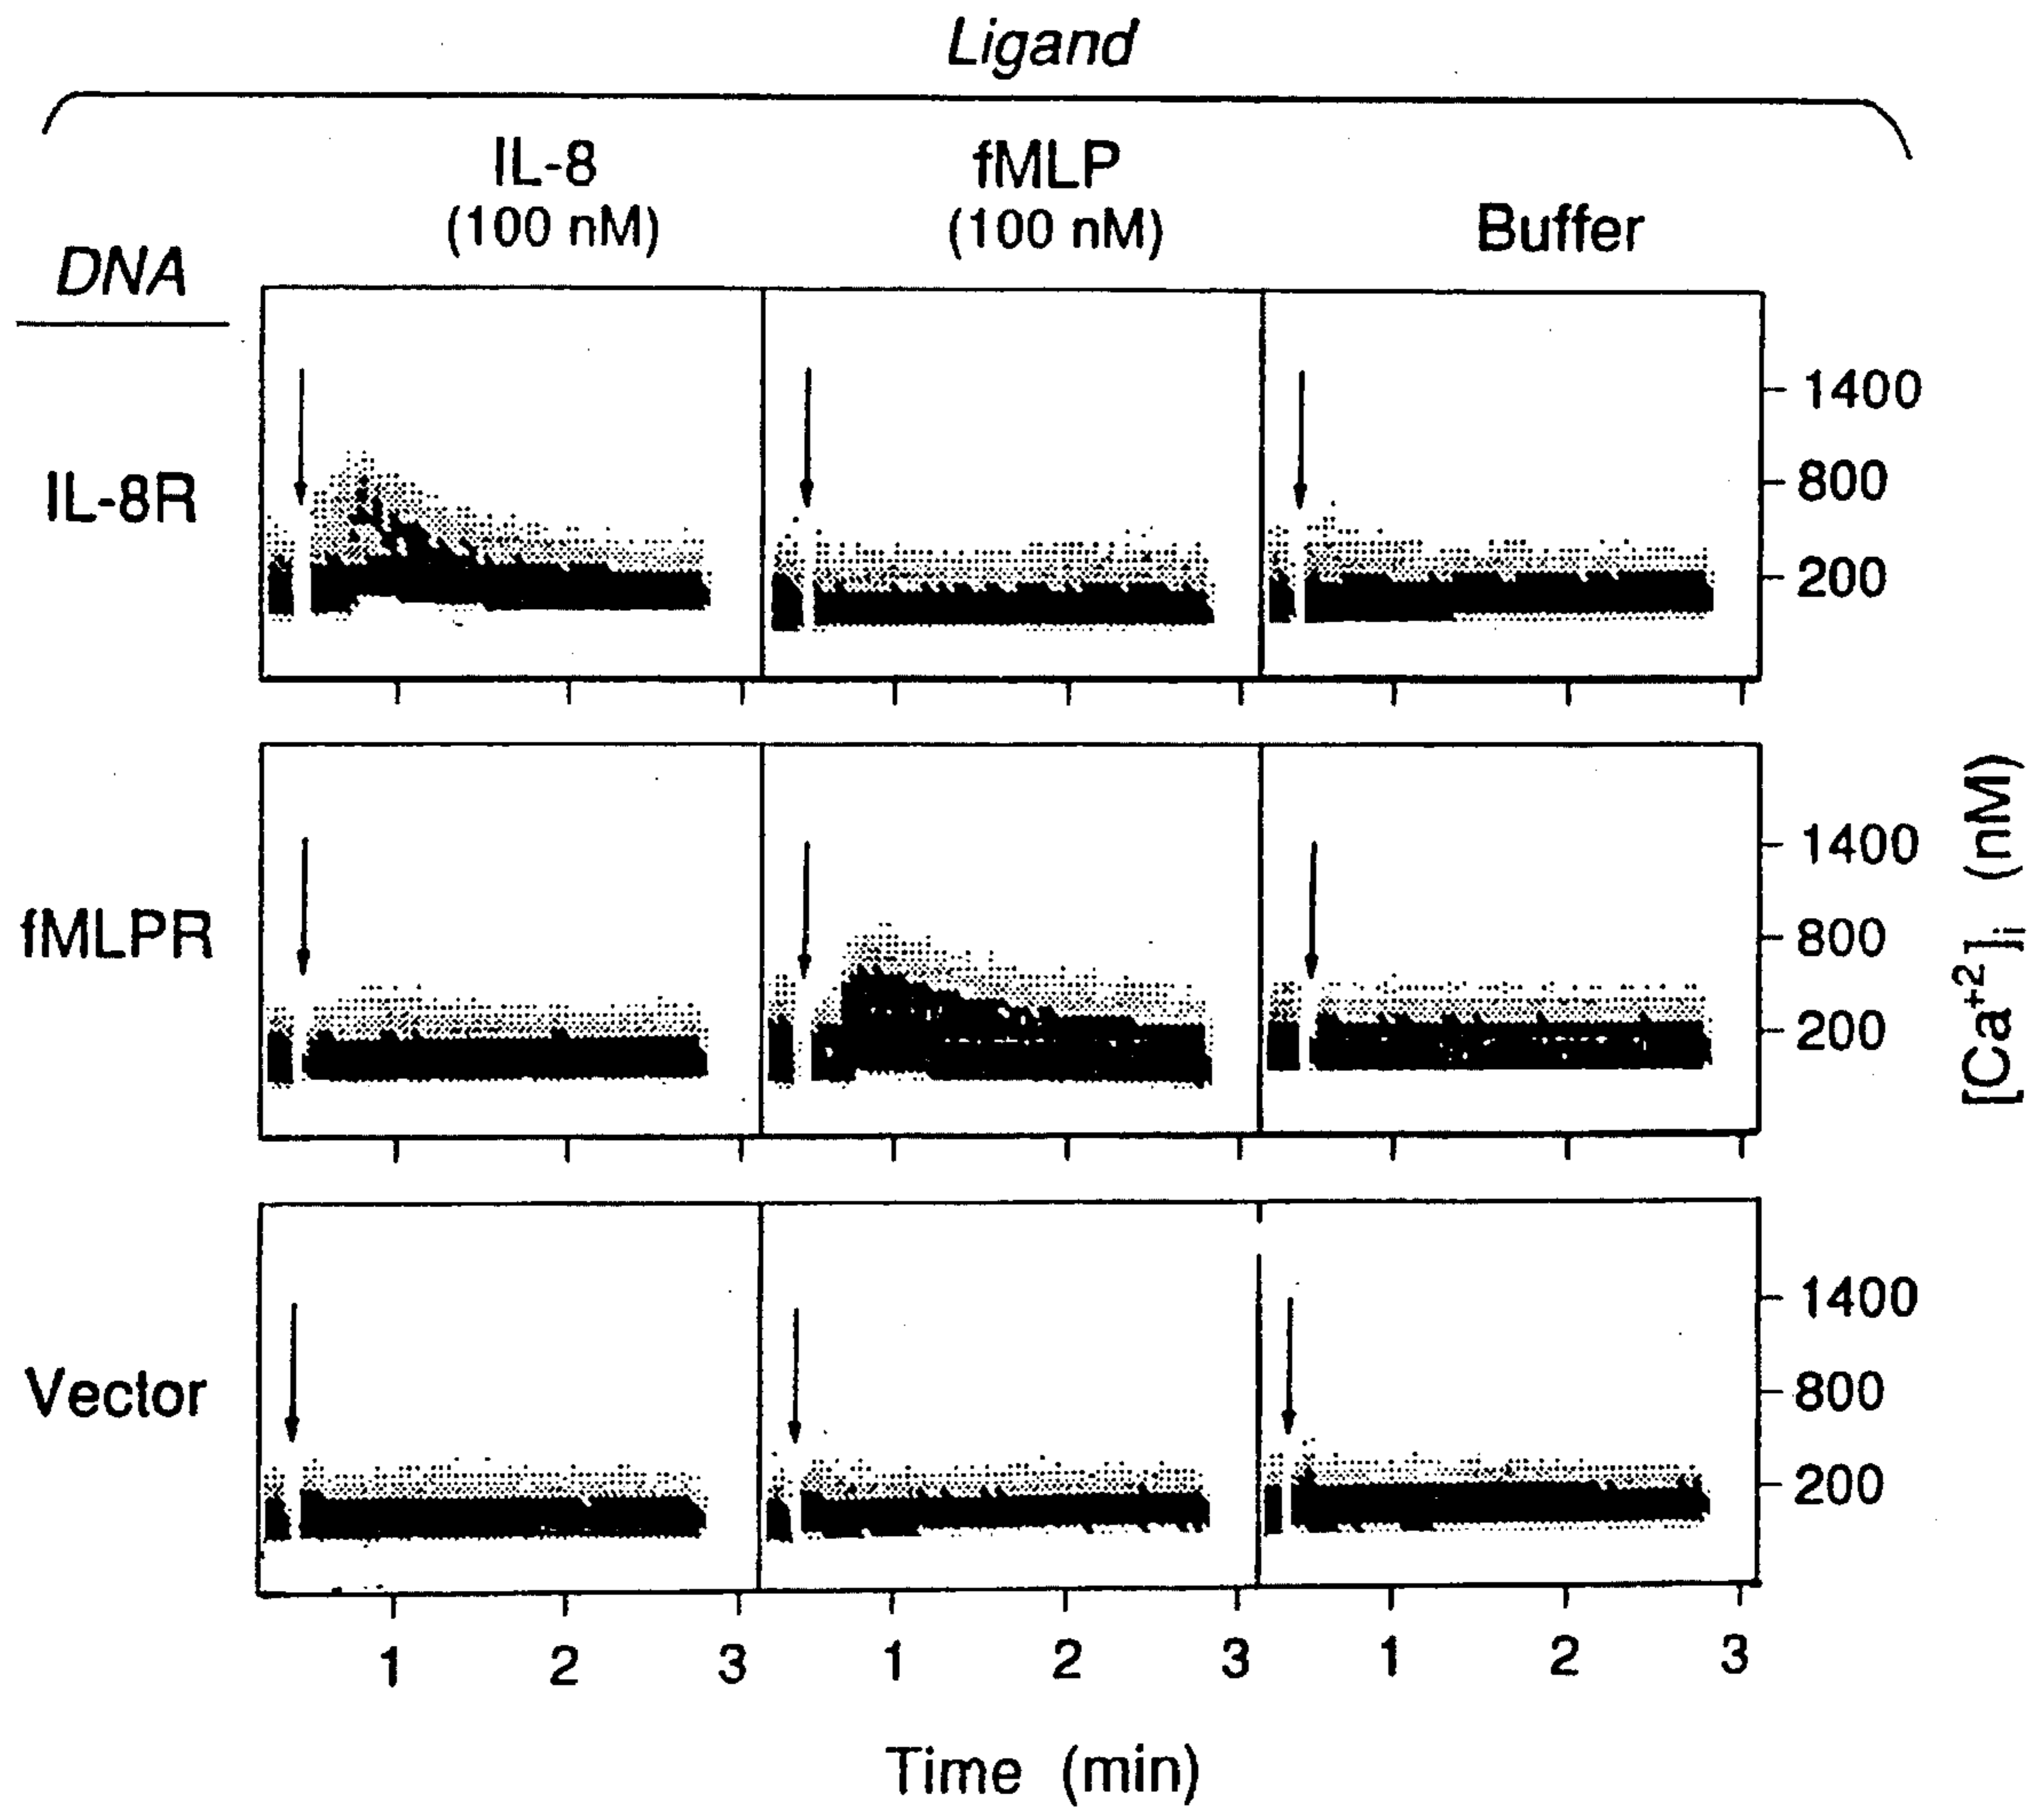 Ligand
IL-8
(100 nM)
fMLP
(100 nM)
Buffer
DNA
IL-8R
1400
800
200
fMLPR
1400
800
200
[Ca+2]i (nM)
Vector
1400
800
200
1 2 3 1 2 3 1 2 3
Time (min)